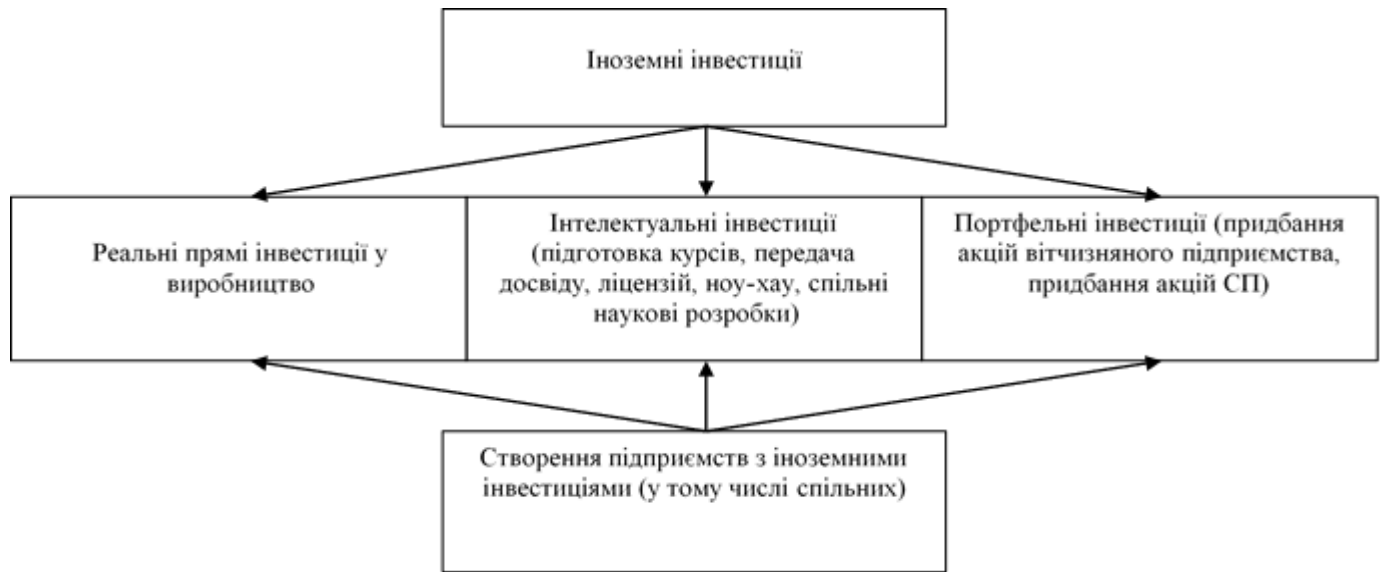 Іноземні інвестиції
Реальні прямі інвестиції у
виробництво
Інтелектуальні інвестиції
(підготовка курсів, передача
досвіду, ліцензій, ноу-хау, спільні
наукові розробки)
Портфельні інвестиції (придбання
акцій вітчизняного підприємства,
придбання акцій СП)
Створення підприємств з іноземними
інвестиціями (у тому числі спільних)